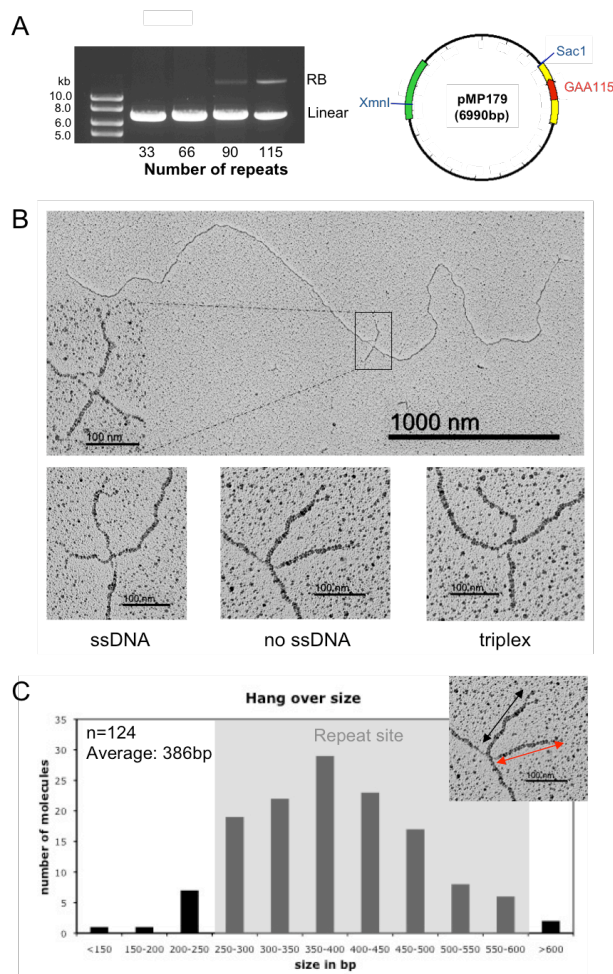 A
kb
10.0
8.0
6.0
5.0
RB
Linear
33 66 90 115
Number of repeats
Sac1
XmnI
GAA115
pMP179
(6990bp)
B
100 nm
1000 nm
100 nm
100 nm
100 nm
ssDNA
no ssDNA
triplex
C
Hang over size
n=124
Average: 386bp
Repeat site
100 nm
number of molecules
35
30
25
20
15
10
5
0
<150 150-200 200-250 250-300 300-350 350-400 400-450 450-500 500-550 550-600 >600
size in bp